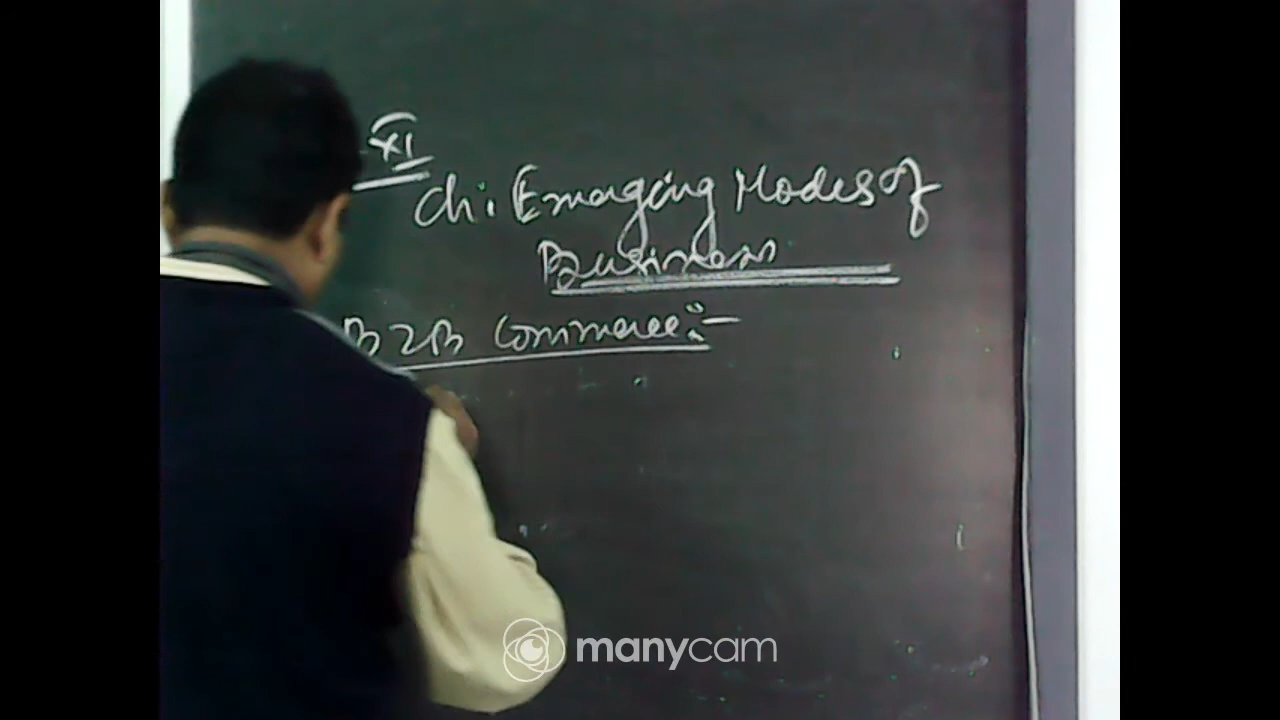 XI
Ch: Emerging Modes of
Business
B2B Commerce:-
manycam